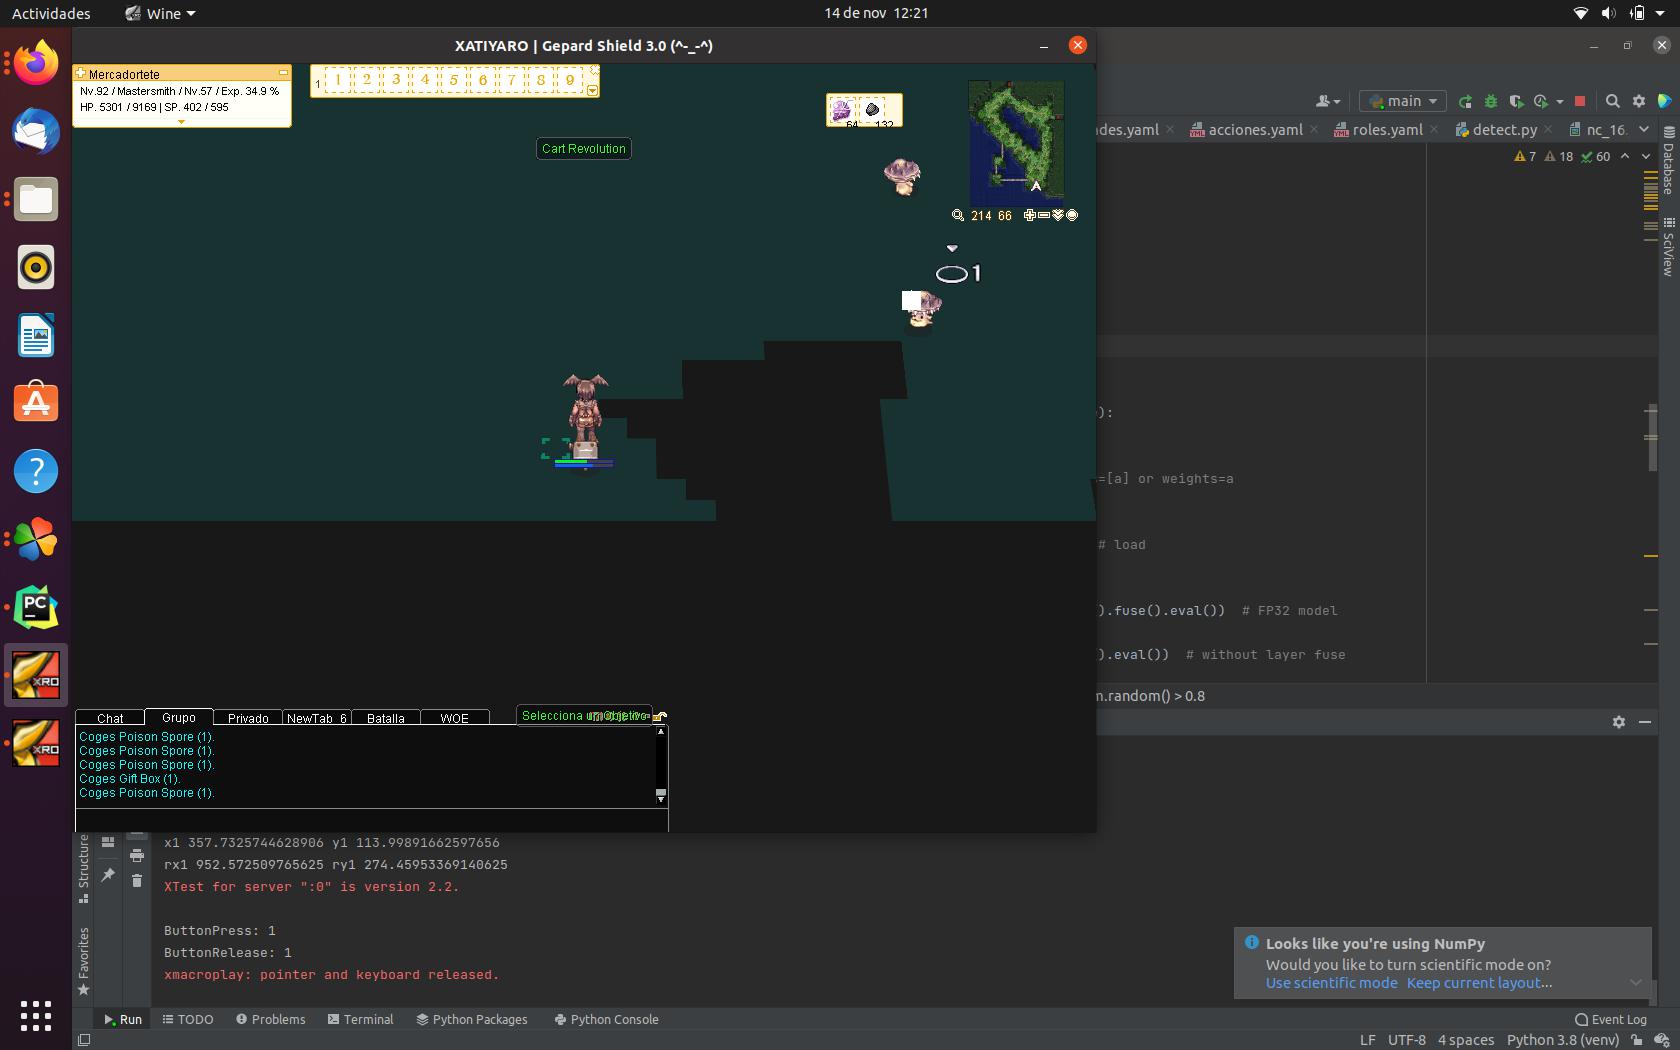 Actividades
Wine
14 de nov 12:21
XATIYARO | Gepard Shield 3.0 (^-_-^)
Mercadortete
Nv.92 / Mastersmith / Nv.57 / Exp. 34.9 %
HP. 5301 / 9169 | SP. 402 / 595
1
1 2 3 4 5 6 7 8 9
64 132
Cart Revolution
214 66
1
main
des.yaml
acciones.yaml
roles.yaml
detect.py
nc_16.
7 18 60
Database
SciView
):
=[a] or weights=a
# load
).fuse().eval()) # FP32 model
).eval()) # without layer fuse
m.random() > 0.8
Chat Grupo Privado NewTab_6 Batalla WOE
Selecciona un
Coges Poison Spore (1).
Coges Poison Spore (1).
Coges Poison Spore (1).
Coges Gift Box (1).
Coges Poison Spore (1).
PC
XRO
XRO
Structure
Favorites
x1 357.7325744628906 y1 113.99891662597656
rx1 952.572509765625 ry1 274.45953369140625
XTest for server ":0" is version 2.2.
ButtonPress: 1
ButtonRelease: 1
xmacroplay: pointer and keyboard released.
Looks like you're using NumPy
Would you like to turn scientific mode on?
Use scientific mode Keep current layout...
Run TODO Problems Terminal Python Packages Python Console
Event Log
LF UTF-8 4 spaces Python 3.8 (venv)